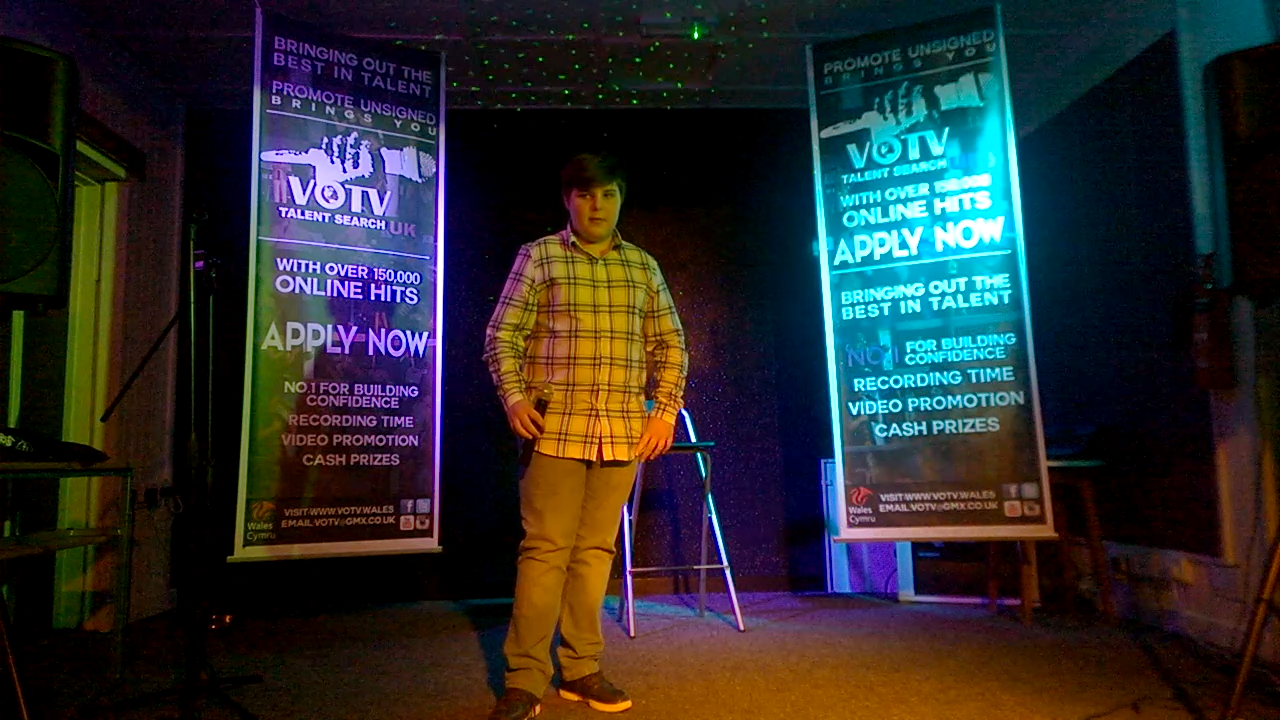 BRINGING OUT THE
BEST IN TALENT
PROMOTE UNSIGNED
BRINGS YOU
VOTV
TALENT SEARCH UK
WITH OVER 150,000
ONLINE HITS
APPLY NOW
NO.1 FOR BUILDING
CONFIDENCE
RECORDING TIME
VIDEO PROMOTION
CASH PRIZES
Wales
Cymru
VISIT-WWW.VOTV.WALES
EMAIL.VOTV@GMX.CO.UK
PROMOTE UNSIGNED
BRINGS YOU
VOTV
TALENT SEARCH
WITH OVER 150,000
ONLINE HITS
APPLY NOW
BRINGING OUT THE
BEST IN TALENT
NO.1 FOR BUILDING
CONFIDENCE
RECORDING TIME
VIDEO PROMOTION
CASH PRIZES
Wales
Cymru
VISIT-WWW.VOTV.WALES
EMAIL.VOTV@GMX.CO.UK